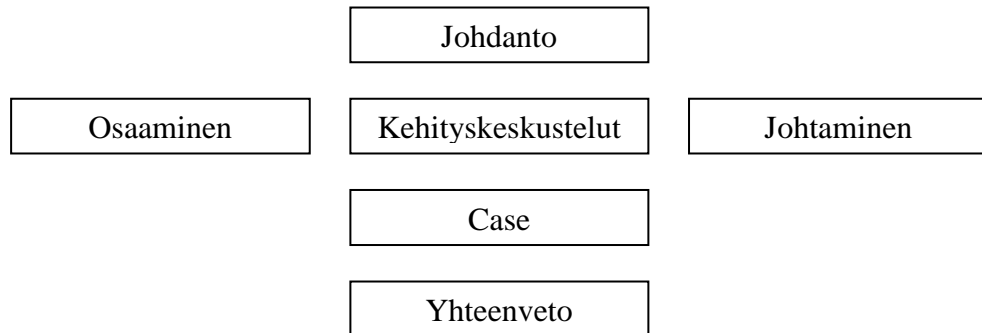 Johdanto
Osaaminen
Kehityskeskustelut
Johtaminen
Case
Yhteenveto